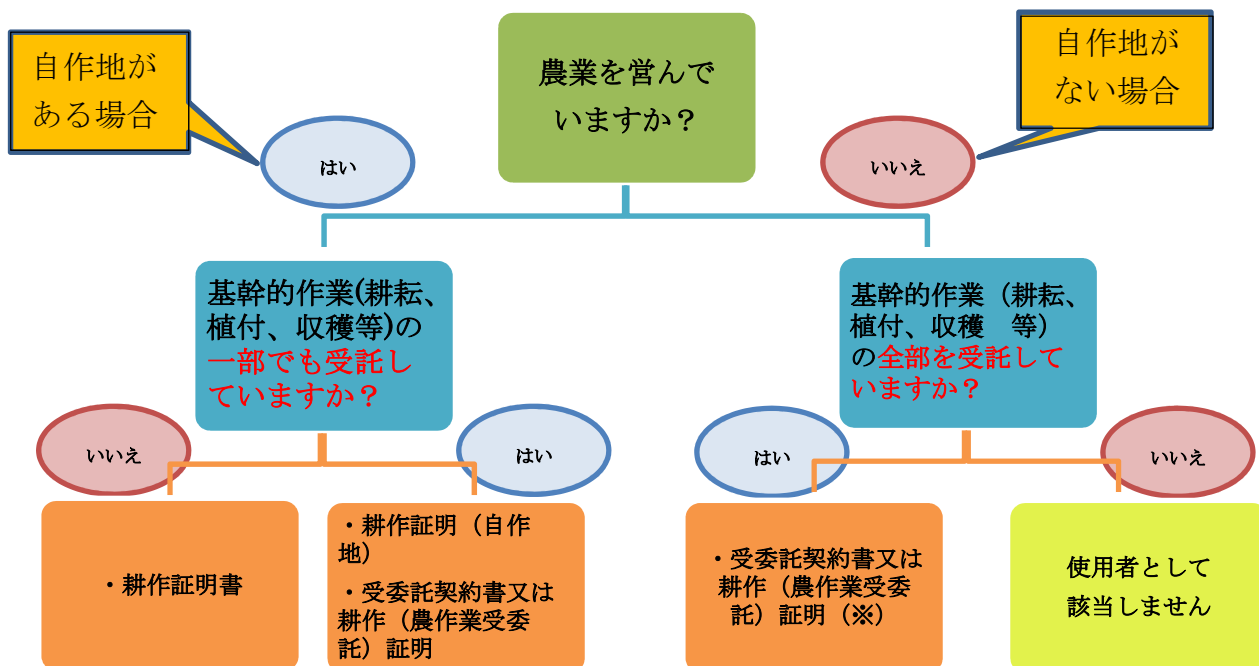 自作地が
ある場合
農業を営んで
いますか？
自作地が
ない場合
はい
いいえ
基幹的作業(耕耘、
植付、収穫等)の
一部でも受託し
ていますか？
基幹的作業（耕耘、
植付、収穫　等）
の全部を受託して
いますか？
いいえ
はい
はい
いいえ
・耕作証明書
・耕作証明（自作
地）
・受委託契約書又は
耕作（農作業受委
託）証明
・受委託契約書又は
耕作（農作業受委
託）証明（※）
使用者として
該当しません